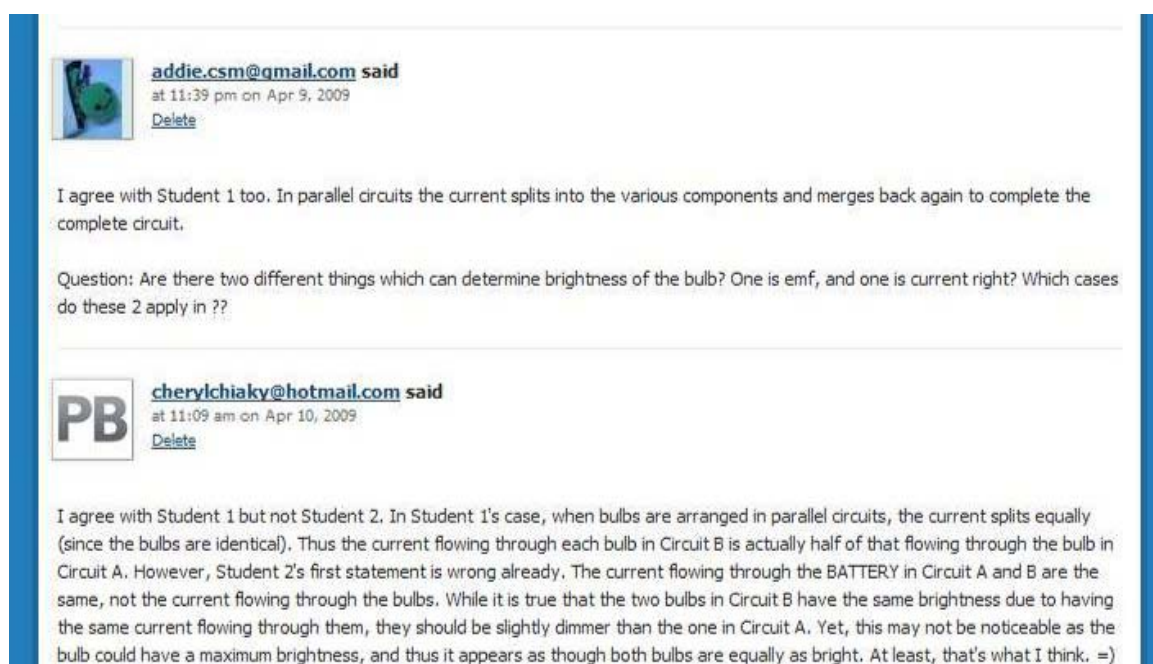 addie.csm@gmail.com said
at 11:39 pm on Apr 9, 2009
Delete
I agree with Student 1 too. In parallel circuits the current splits into the various components and merges back again to complete the
complete circuit.
Question: Are there two different things which can determine brightness of the bulb? One is emf, and one is current right? Which cases
do these 2 apply in ??
PB
cherylchiaky@hotmail.com said
at 11:09 am on Apr 10, 2009
Delete
I agree with Student 1 but not Student 2. In Student 1's case, when bulbs are arranged in parallel circuits, the current splits equally
(since the bulbs are identical). Thus the current flowing through each bulb in Circuit B is actually half of that flowing through the bulb in
Circuit A. However, Student 2's first statement is wrong already. The current flowing through the BATTERY in Circuit A and B are the
same, not the current flowing through the bulbs. While it is true that the two bulbs in Circuit B have the same brightness due to having
the same current flowing through them, they should be slightly dimmer than the one in Circuit A. Yet, this may not be noticeable as the
bulb could have a maximum brightness, and thus it appears as though both bulbs are equally as bright. At least, that's what I think. =)